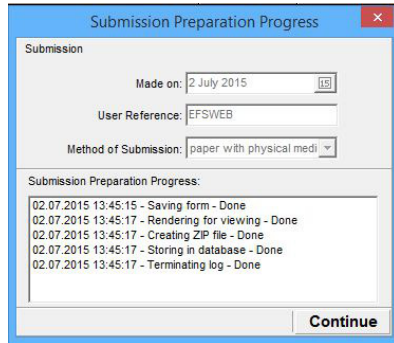 Submission Preparation Progress
Submission
Made on: 2 July 2015 15
User Reference: EFSWEB
Method of Submission: paper with physical medi
Submission Preparation Progress:
02.07.2015 13:45:15 - Saving form - Done
02.07.2015 13:45:17 - Rendering for viewing - Done
02.07.2015 13:45:17 - Creating ZIP file - Done
02.07.2015 13:45:17 - Storing in database - Done
02.07.2015 13:45:17 - Terminating log - Done
Continue